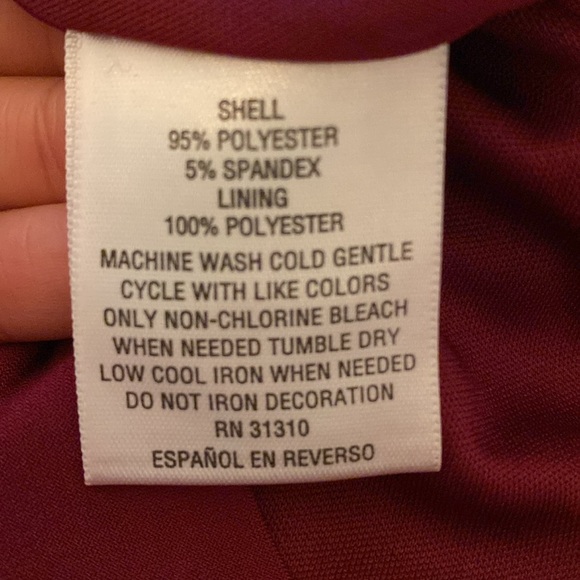 SHELL
95% POLYESTER
5% SPANDEX
LINING
100% POLYESTER
MACHINE WASH COLD GENTLE
CYCLE WITH LIKE COLORS
ONLY NON-CHLORINE BLEACH
WHEN NEEDED TUMBLE DRY
LOW COOL IRON WHEN NEEDED
DO NOT IRON DECORATION
RN 31310
ESPAÑOL EN REVERSO